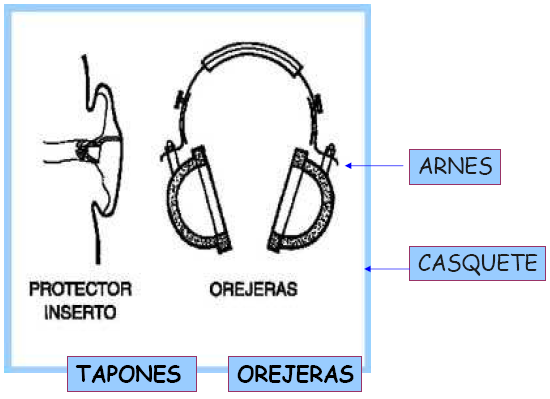 ARNES
CASQUETE
PROTECTOR
INSERTO
OREJERAS
TAPONES
OREJERAS